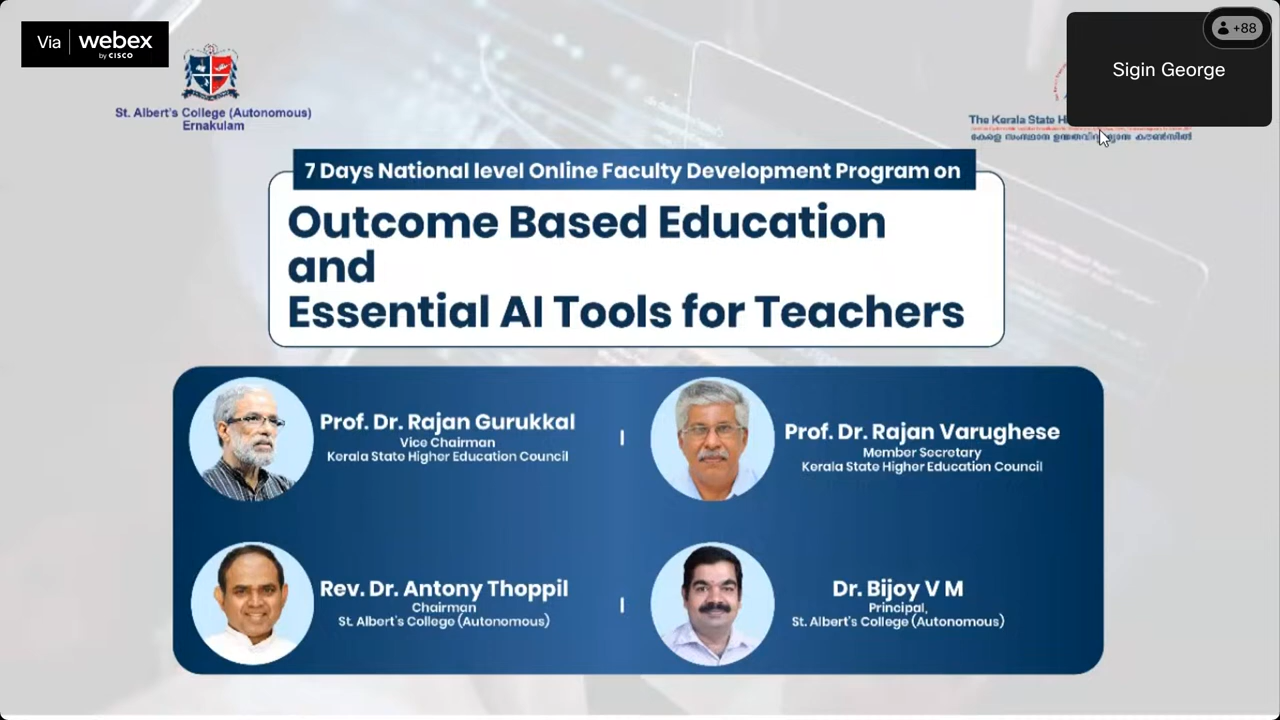 Via webex
by CISCO
+88
Sigin George
St. Albert's College (Autonomous)
Ernakulam
The Kerala State H
കേരള സംസ്ഥാന
കൗൺസിൽ
7 Days National level Online Faculty Development Program on
Outcome Based Education
and
Essential AI Tools for Teachers
Prof. Dr. Rajan Gurukkal
Vice Chairman
Kerala State Higher Education Council
Prof. Dr. Rajan Varughese
Member Secretary
Kerala State Higher Education Council
Rev. Dr. Antony Thoppil
Chairman
St. Albert's College (Autonomous)
Dr. Bijoy V M
Principal,
St. Albert's College (Autonomous)